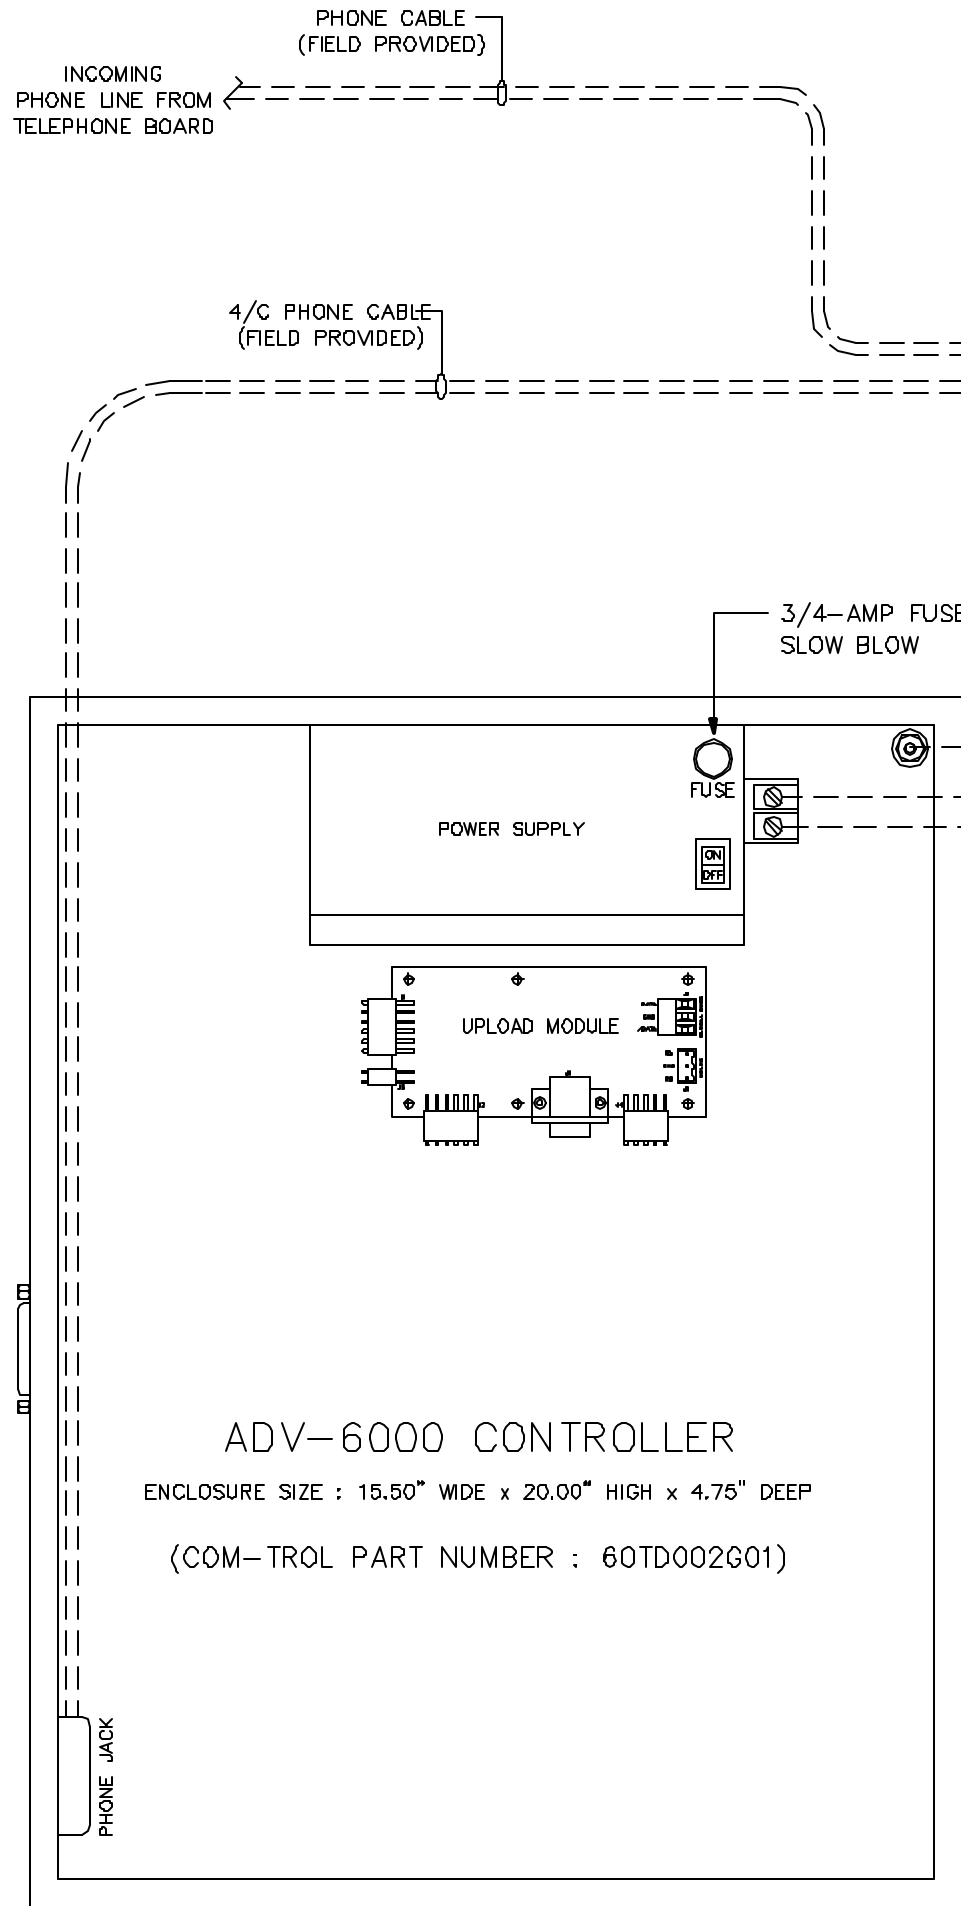 PHONE CABLE
(FIELD PROVIDED)
INCOMING
PHONE LINE FROM
TELEPHONE BOARD
4/C PHONE CABLE
(FIELD PROVIDED)
3/4-AMP FUSE
SLOW BLOW
FUSE
POWER SUPPLY
ON
OFF
UPLOAD MODULE
ADV-6000 CONTROLLER
ENCLOSURE SIZE : 15.50" WIDE x 20.00" HIGH x 4.75" DEEP
(COM-TROL PART NUMBER : 60TD002G01)
PHONE JACK